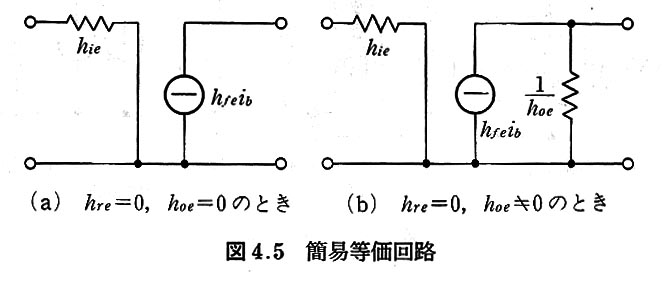 hie
hfeib
hie
hfeib
1/hoe
(a) hre=0, hoe=0のとき
(b) hre=0, hoe≒0のとき
図4.5 簡易等価回路